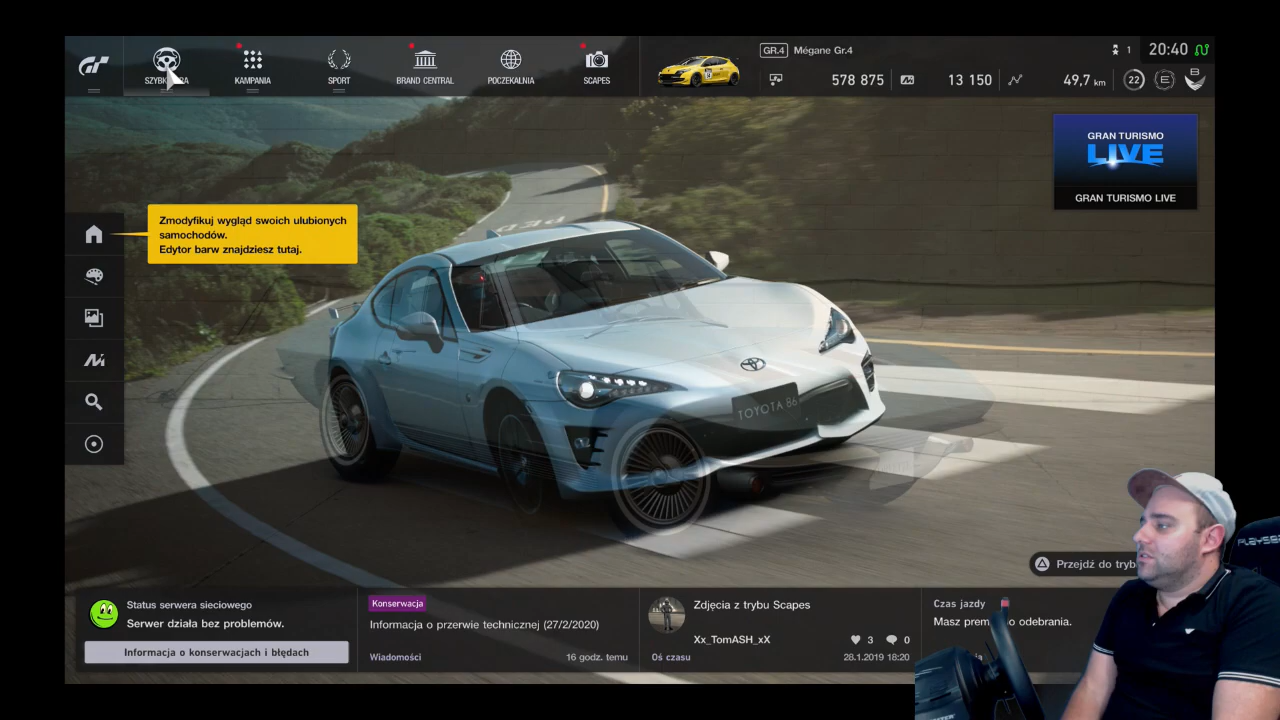 GT
KAMPANIA
SPORT
BRAND CENTRAL
POCZEKALNIA
SCAPES
GR.4 Mégane Gr.4
1 20:40
578 875 13 150 49,7 km 22 E B
GRAN TURISMO
LIVE
GRAN TURISMO LIVE
Zmodyfikuj wygląd swoich ulubionych
samochodów.
Edytor barw znajdziesz tutaj.
TOYOTA 86
Przejdź do
Status serwera sieciowego
Serwer działa bez problemów.
Informacja o konserwacjach i błędach
Konserwacja
Informacja o przerwie technicznej (27/2/2020)
Wiadomości 16 godz. temu
Zdjęcia z trybu Scapes
Xx_TomASH_xX 3 0
Oś czasu 28.1.2019 18:20
Czas jazdy
Masz odebrania.